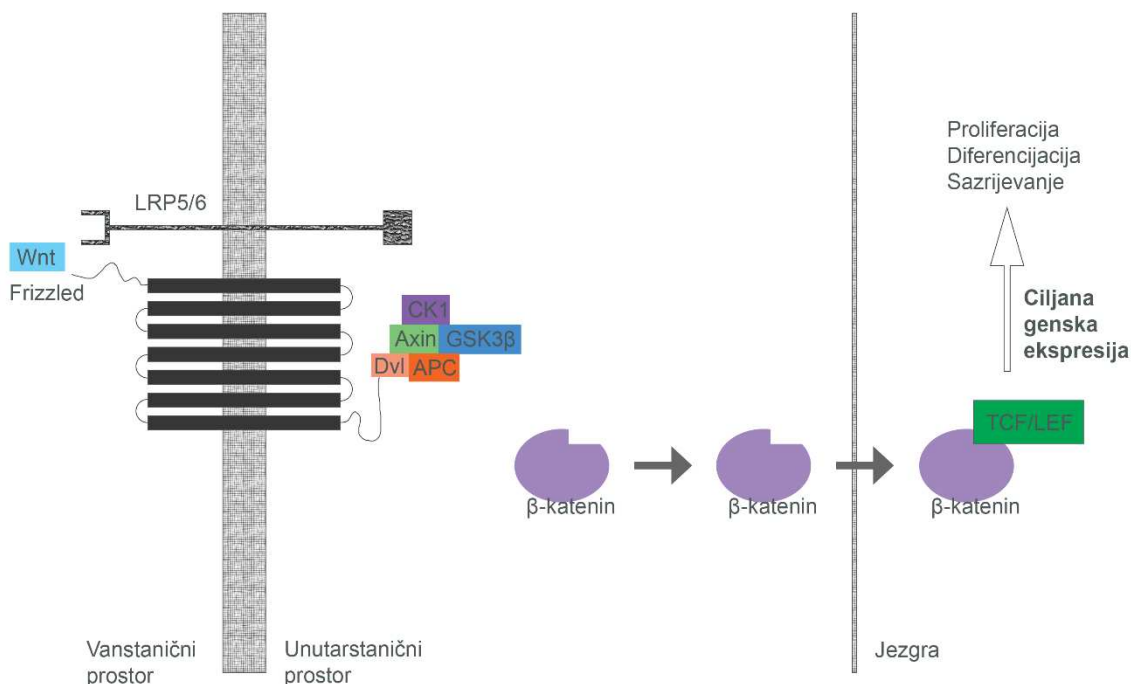 Proliferacija
Diferencijacija
Sazrijevanje
LRP5/6
Wnt
Frizzled
Ciljana
genska
ekspresija
CK1
Axin
GSK3β
Dvl
APC
TCF/LEF
β-katenin
β-katenin
β-katenin
Vanstanični
prostor
Unutarstanični
prostor
Jezgra